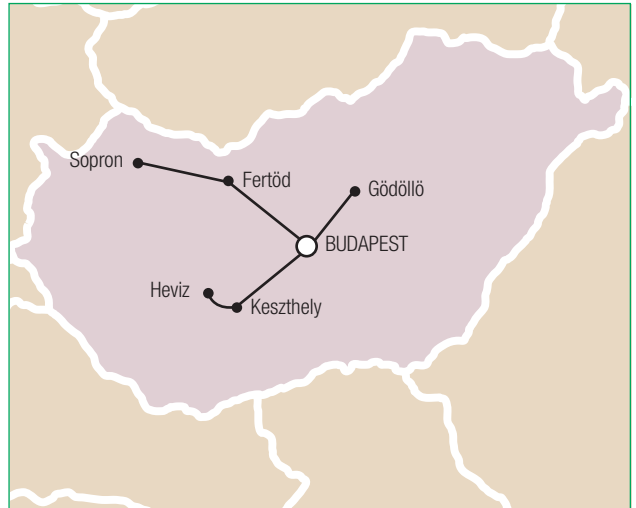 Sopron
Fertöd
Gödöllö
BUDAPEST
Heviz
Keszthely